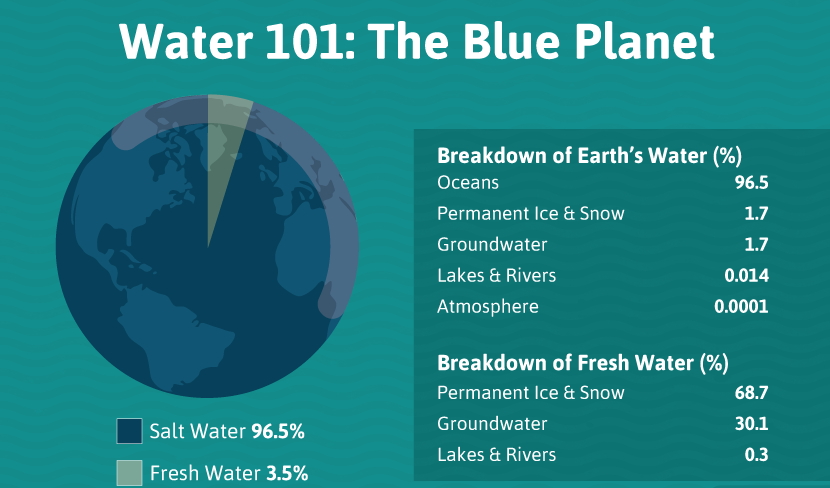 Water 101: The Blue Planet
Breakdown of Earth's Water (%)
Oceans 96.5
Permanent Ice & Snow 1.7
Groundwater 1.7
Lakes & Rivers 0.014
Atmosphere 0.0001
Breakdown of Fresh Water (%)
Permanent Ice & Snow 68.7
Groundwater 30.1
Lakes & Rivers 0.3
Salt Water 96.5%
Fresh Water 3.5%